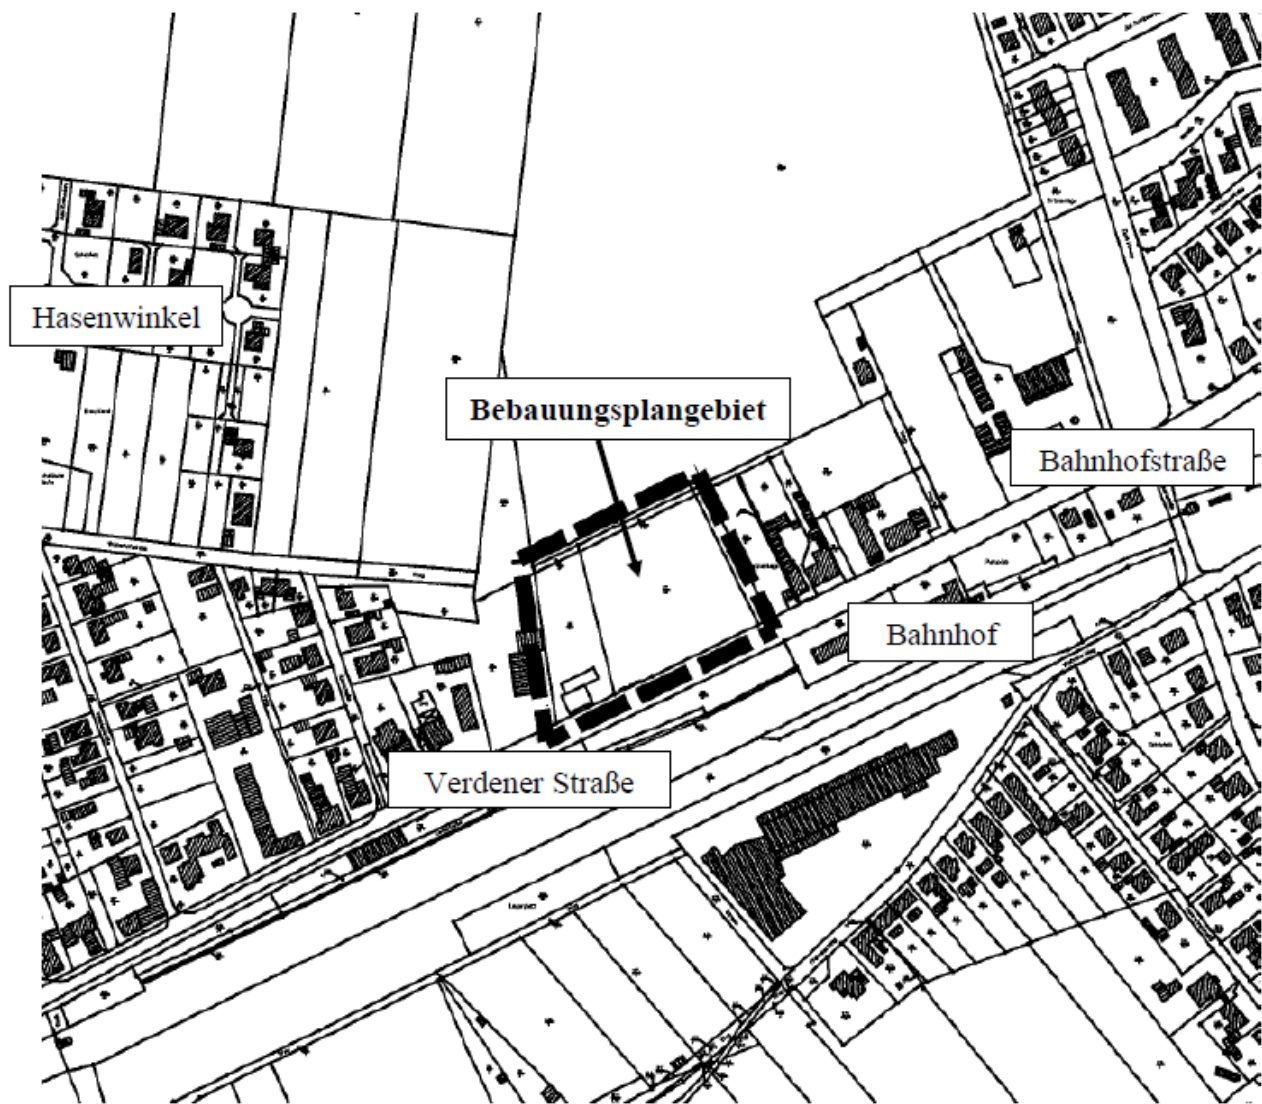 Hasenwinkel
Bebauungsplangebiet
Bahnhofstraße
Bahnhof
Verdener Straße